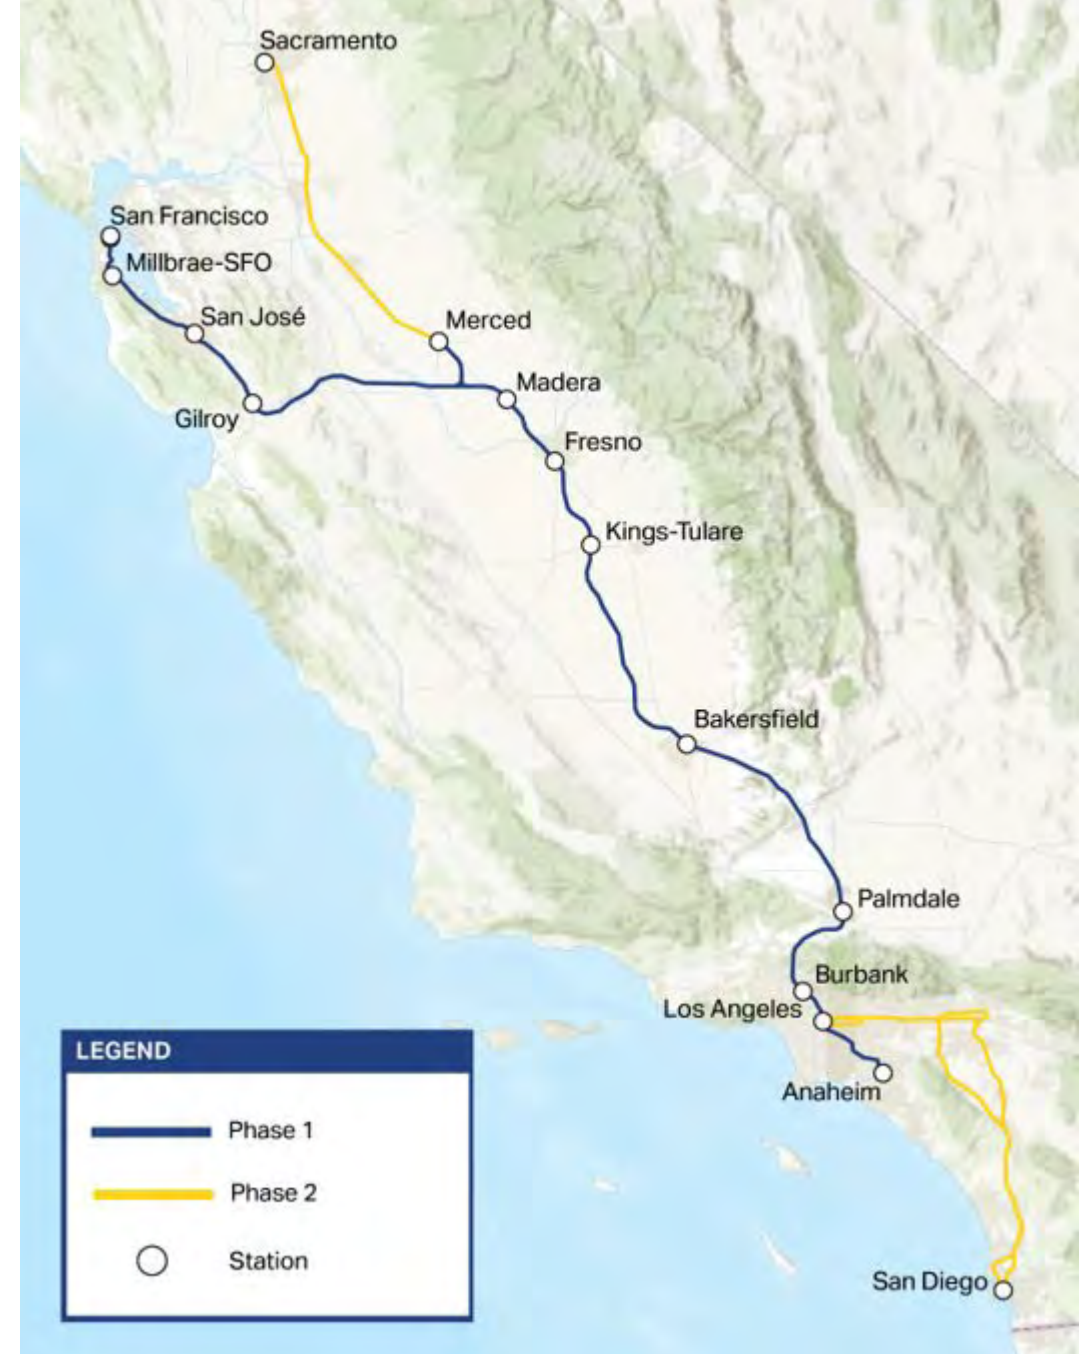 Sacramento
San Francisco
Millbrae-SFO
San José
Merced
Gilroy
Madera
Fresno
Kings-Tulare
Bakersfield
Palmdale
Burbank
Los Angeles
Anaheim
San Diego
LEGEND
Phase 1
Phase 2
Station